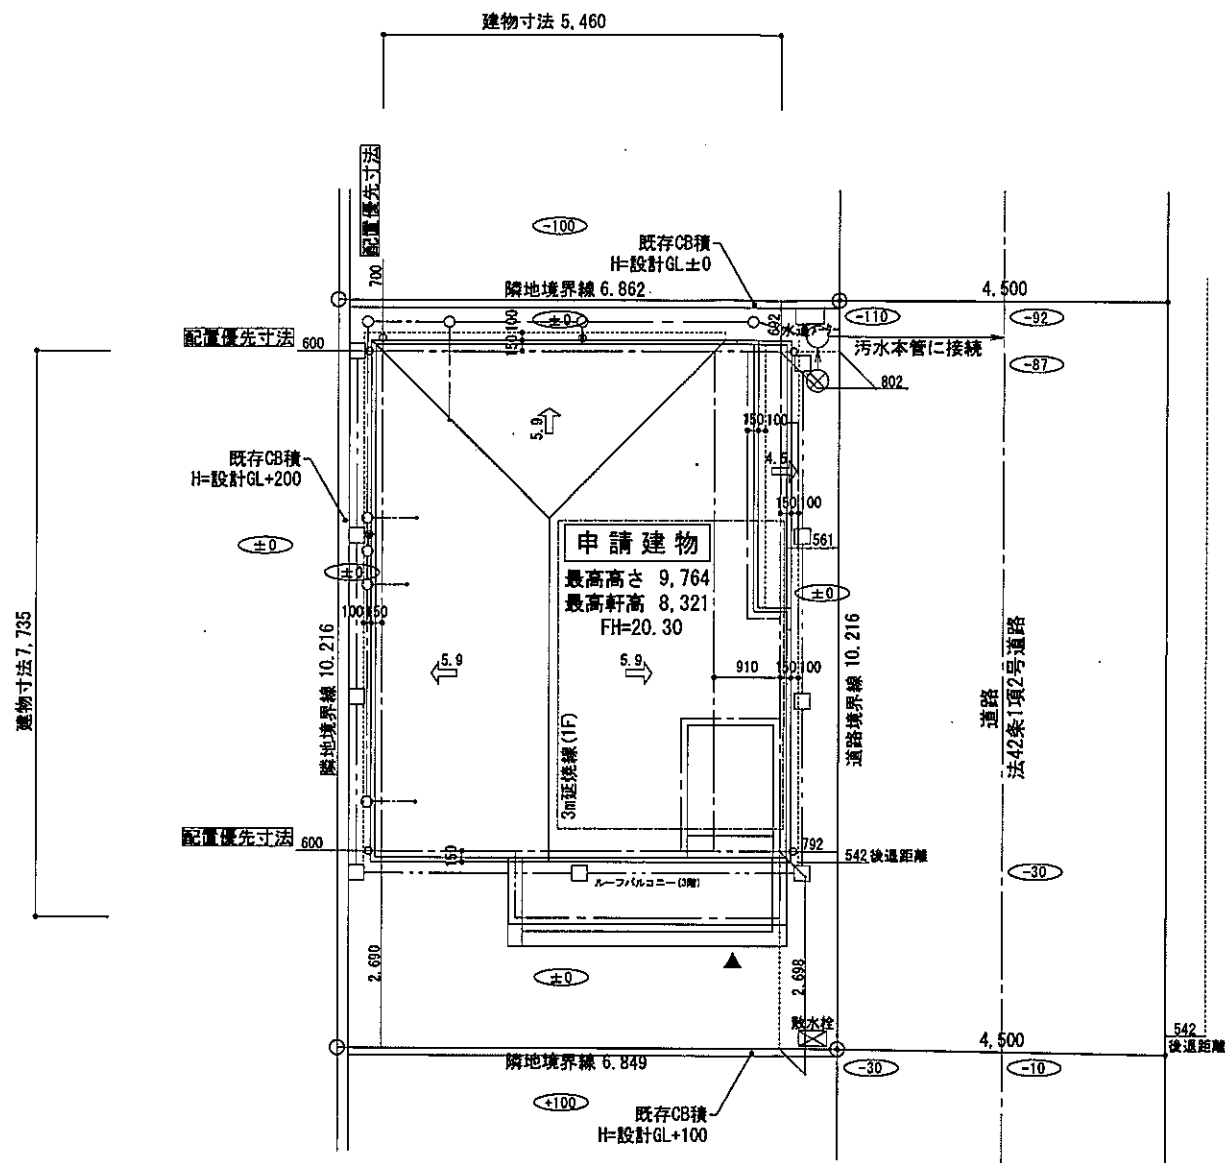 建物寸法 5,460
配置優先寸法
700
-100
既存CB積
H=設計GL±0
隣地境界線 6.862
4,500
±0
692
水道メーター
-110
-92
配置優先寸法
600
150 100
汚水本管に接続
-87
802
5.9
150 100
4.5
既存CB積
H=設計GL+200
150 100
±0
±0
申請建物
561
最高高さ 9,764
最高軒高 8,321
FH=20.30
±0
100 150
建物寸法 7,735
隣地境界線 10.216
5.9
5.9
910
150 100
道路境界線 10.216
道路
法42条1項2号道路
3m延焼線(1F)
配置優先寸法
600
150
792
542 後退距離
ルーフバルコニー(3階)
-30
2,690
±0
2,698
散水栓
4,500
542
後退距離
隣地境界線 6.849
-30
-10
+100
既存CB積
H=設計GL+100